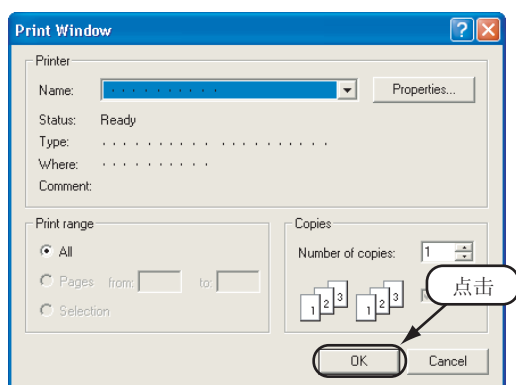 Print Window
Printer
Name:
Properties...
Status: Ready
Type:
Where:
Comment:
Print range
All
Pages from: to:
Selection
Copies
Number of copies: 1
1 2 3 1 2 3
点击
OK Cancel